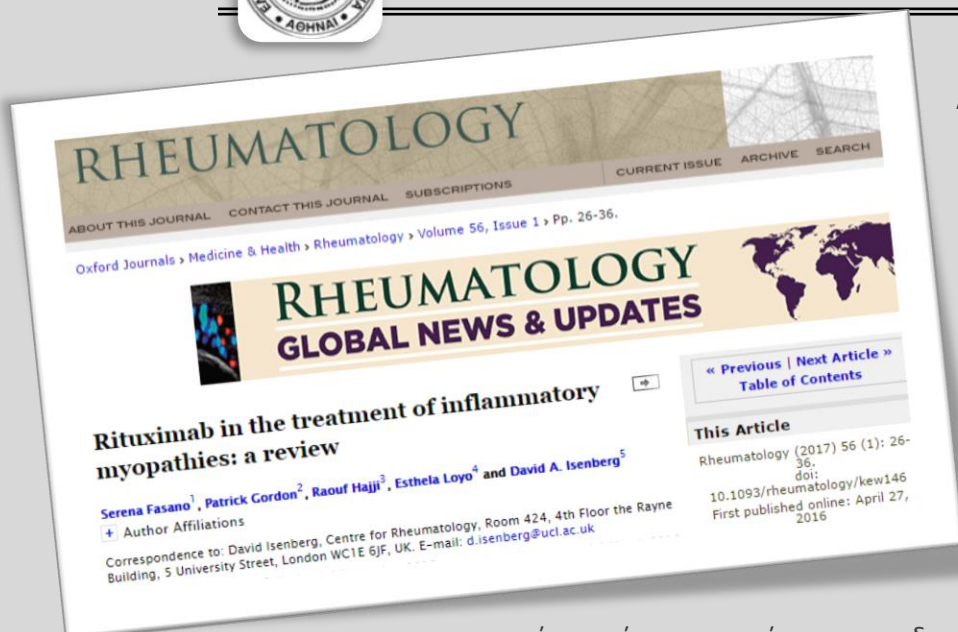 ΑΘΗΝΑΙ
RHEUMATOLOGY
ABOUT THIS JOURNAL CONTACT THIS JOURNAL SUBSCRIPTIONS CURRENT ISSUE ARCHIVE SEARCH
Oxford Journals > Medicine & Health > Rheumatology > Volume 56, Issue 1 > Pp. 26-36.
RHEUMATOLOGY
GLOBAL NEWS & UPDATES
Rituximab in the treatment of inflammatory
myopathies: a review
Serena Fasano1, Patrick Gordon2, Raouf Hajji3, Esthela Loyo4 and David A. Isenberg5
+ Author Affiliations
Correspondence to: David Isenberg, Centre for Rheumatology, Room 424, 4th Floor the Rayne
Building, 5 University Street, London WC1E 6JF, UK. E-mail: d.isenberg@ucl.ac.uk
« Previous | Next Article »
Table of Contents
This Article
Rheumatology (2017) 56 (1): 26-
36.
doi:
10.1093/rheumatology/kew146
First published online: April 27,
2016